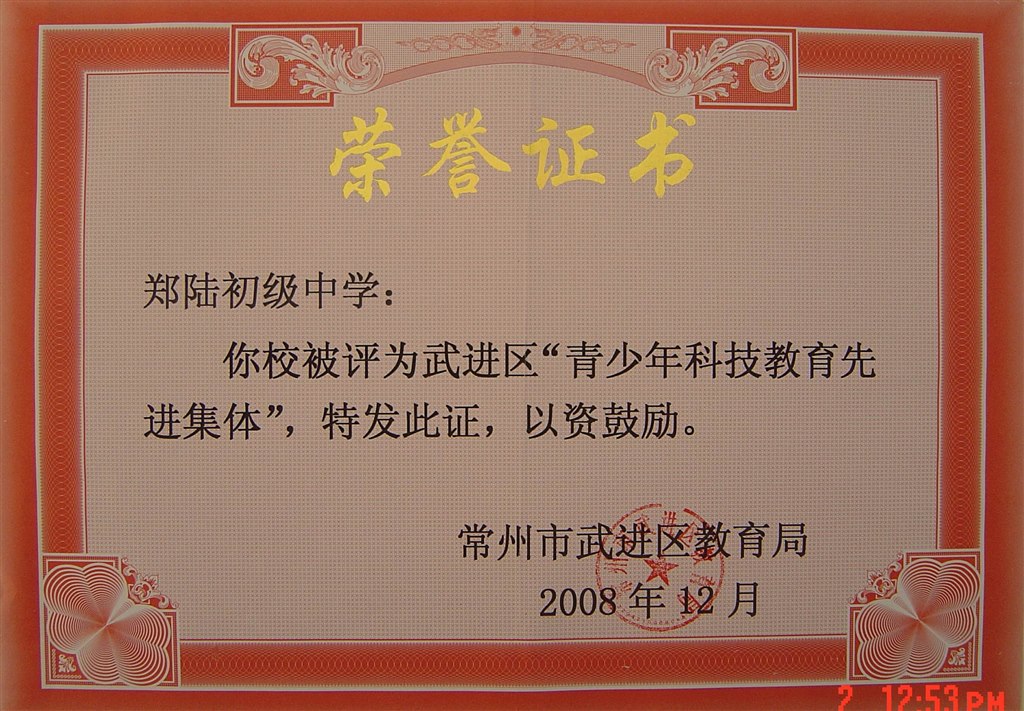 荣誉证书
郑陆初级中学：
你校被评为武进区“青少年科技教育先
进集体”，特发此证，以资鼓励。
常州市武进区教育局
2008 年 12 月
2 12:53PM